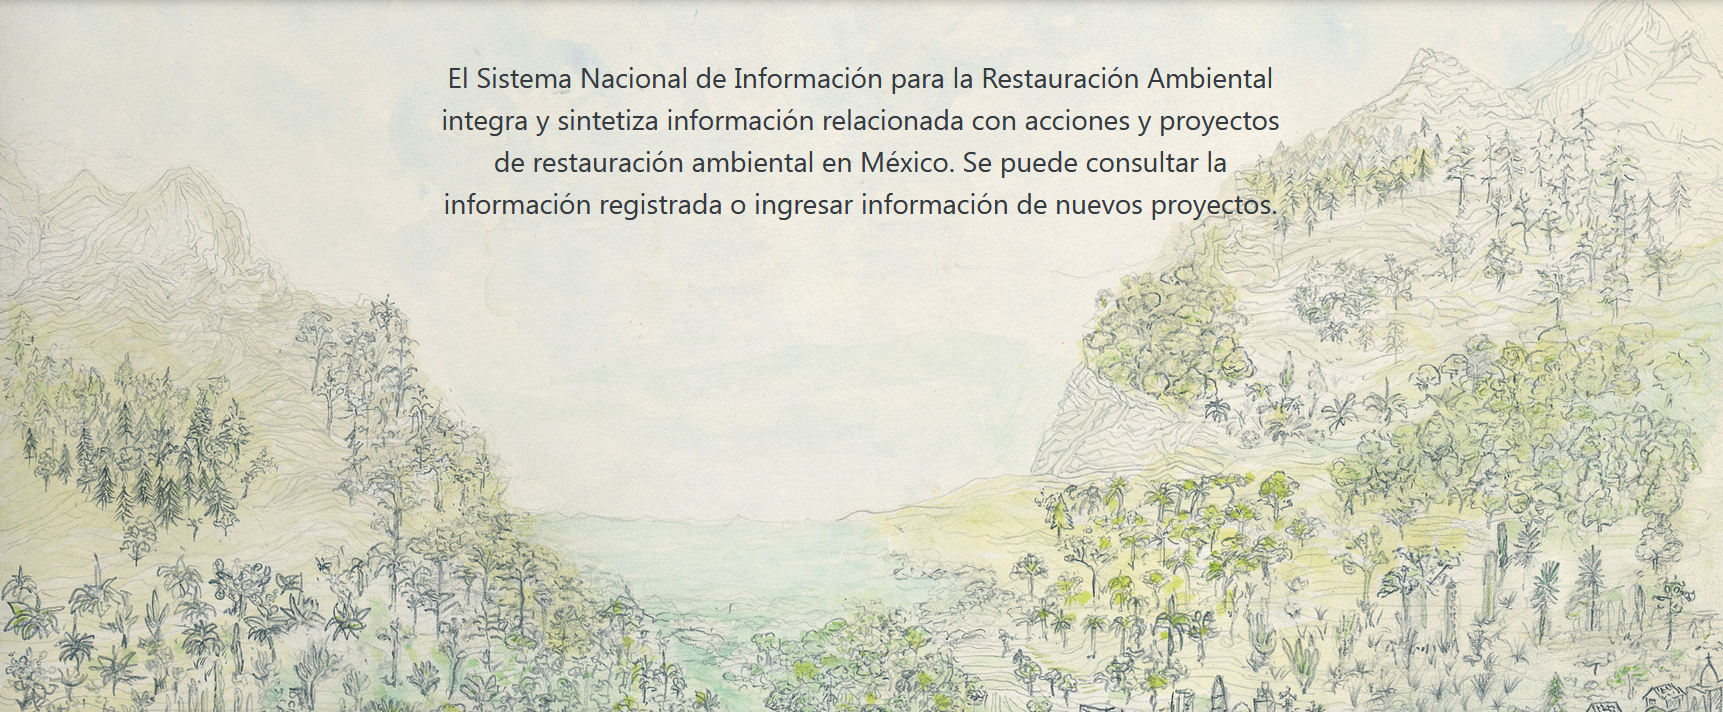 El Sistema Nacional de Información para la Restauración Ambiental
integra y sintetiza información relacionada con acciones y proyectos
de restauración ambiental en México. Se puede consultar la
información registrada o ingresar información de nuevos proyectos.